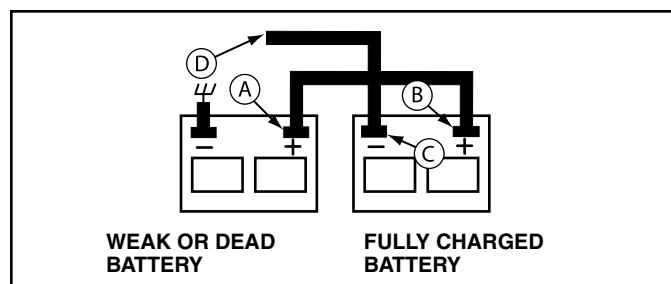 D
A
B
C
− +
− +
WEAK OR DEAD
BATTERY
FULLY CHARGED
BATTERY